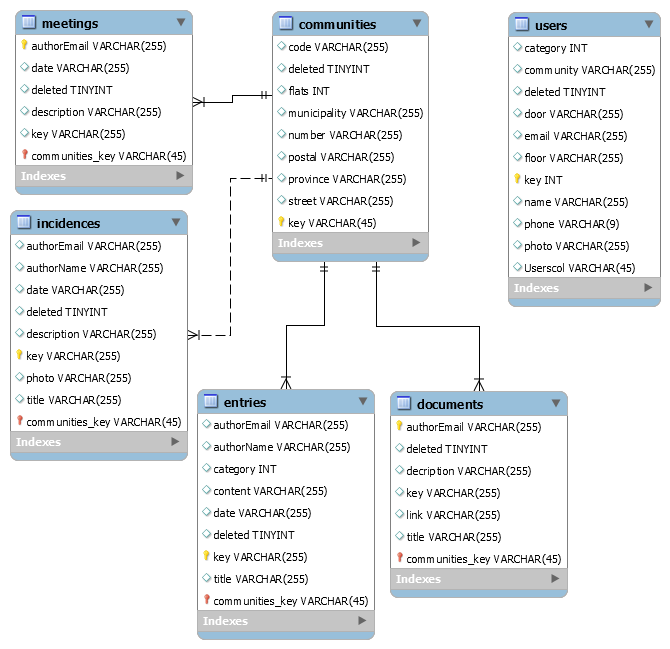 meetings
authorEmail VARCHAR(255)
date VARCHAR(255)
deleted TINYINT
description VARCHAR(255)
key VARCHAR(255)
communities_key VARCHAR(45)
Indexes
communities
code VARCHAR(255)
deleted TINYINT
flats INT
municipality VARCHAR(255)
number VARCHAR(255)
postal VARCHAR(255)
province VARCHAR(255)
street VARCHAR(255)
key VARCHAR(45)
Indexes
users
category INT
community VARCHAR(255)
deleted TINYINT
door VARCHAR(255)
email VARCHAR(255)
floor VARCHAR(255)
key INT
name VARCHAR(255)
phone VARCHAR(9)
photo VARCHAR(255)
Userscol VARCHAR(45)
Indexes
incidences
authorEmail VARCHAR(255)
authorName VARCHAR(255)
date VARCHAR(255)
deleted TINYINT
description VARCHAR(255)
key VARCHAR(255)
photo VARCHAR(255)
title VARCHAR(255)
communities_key VARCHAR(45)
Indexes
entries
authorEmail VARCHAR(255)
authorName VARCHAR(255)
category INT
content VARCHAR(255)
date VARCHAR(255)
deleted TINYINT
key VARCHAR(255)
title VARCHAR(255)
communities_key VARCHAR(45)
Indexes
documents
authorEmail VARCHAR(255)
deleted TINYINT
decription VARCHAR(255)
key VARCHAR(255)
link VARCHAR(255)
title VARCHAR(255)
communities_key VARCHAR(45)
Indexes